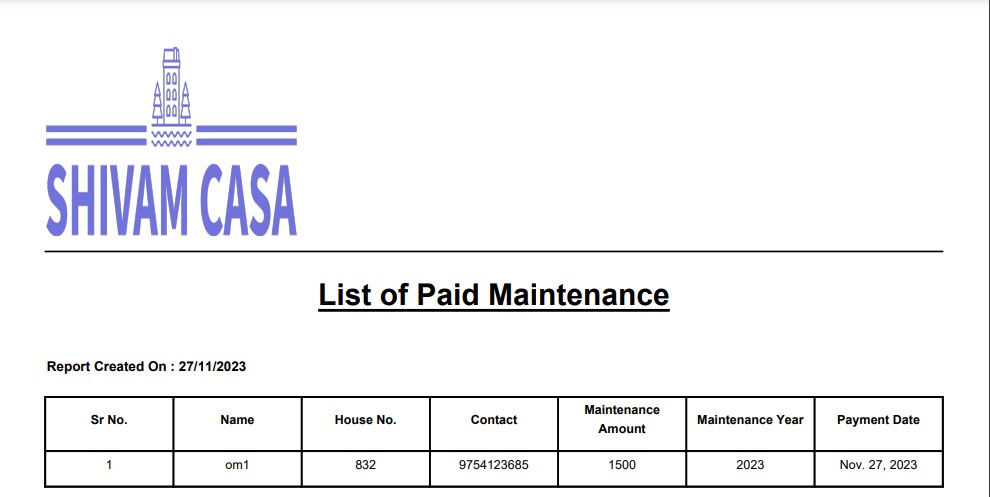 SHIVAM CASA
List of Paid Maintenance
Report Created On : 27/11/2023
Sr No. Name House No. Contact Maintenance Amount Maintenance Year Payment Date
1 om1 832 9754123685 1500 2023 Nov. 27, 2023